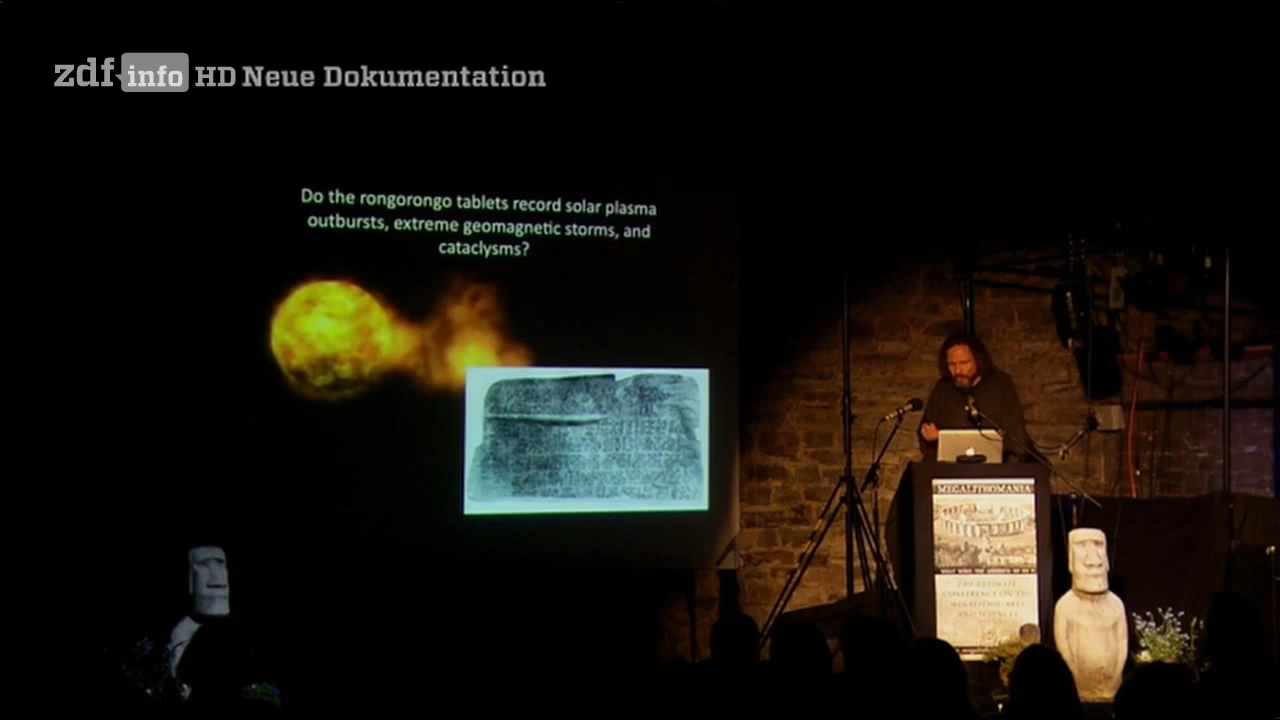 zdf info HD Neue Dokumentation
Do the rongorongo tablets record solar plasma
outbursts, extreme geomagnetic storms, and
cataclysms?
MEGALITHOMANIA
THE ULTIMATE
CONFERENCE ON THE
MEGALITHIC ARTS
AND SCIENCES